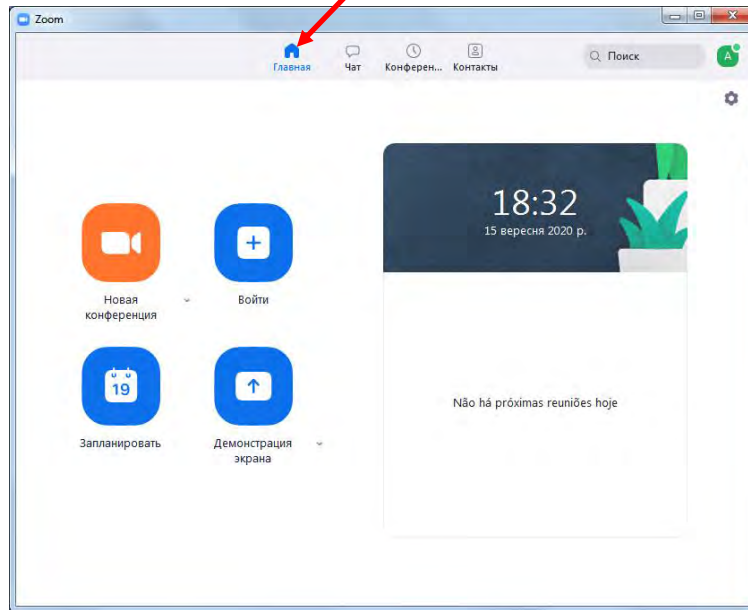 Zoom
Главная
Чат
Конферен...
Контакты
Поиск
A
18:32
15 вересня 2020 р.
Новая
конференция
Войти
19
Запланировать
Демонстрация
экрана
Não há próximas reuniões hoje